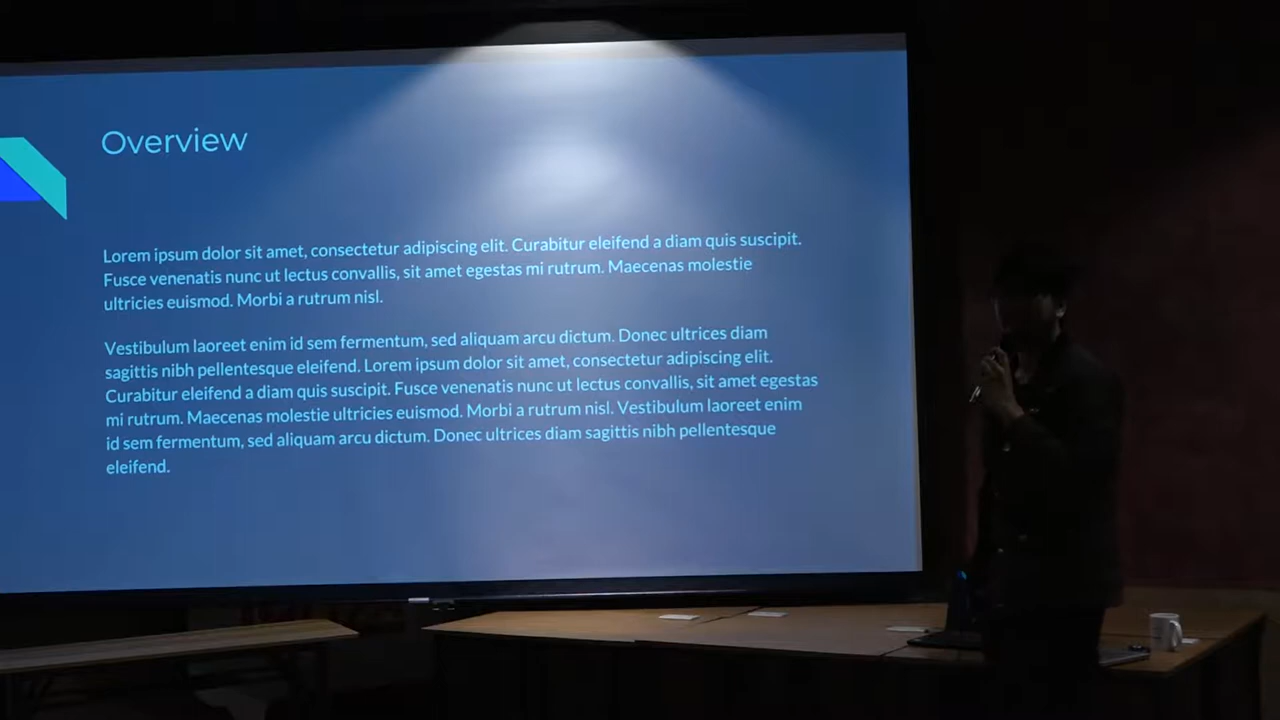 Overview
Lorem ipsum dolor sit amet, consectetur adipiscing elit. Curabitur eleifend a diam quis suscipit.
Fusce venenatis nunc ut lectus convallis, sit amet egestas mi rutrum. Maecenas molestie
ultricies euismod. Morbi a rutrum nisl.
Vestibulum laoreet enim id sem fermentum, sed aliquam arcu dictum. Donec ultrices diam
sagittis nibh pellentesque eleifend. Lorem ipsum dolor sit amet, consectetur adipiscing elit.
Curabitur eleifend a diam quis suscipit. Fusce venenatis nunc ut lectus convallis, sit amet egestas
mi rutrum. Maecenas molestie ultricies euismod. Morbi a rutrum nisl. Vestibulum laoreet enim
id sem fermentum, sed aliquam arcu dictum. Donec ultrices diam sagittis nibh pellentesque
eleifend.